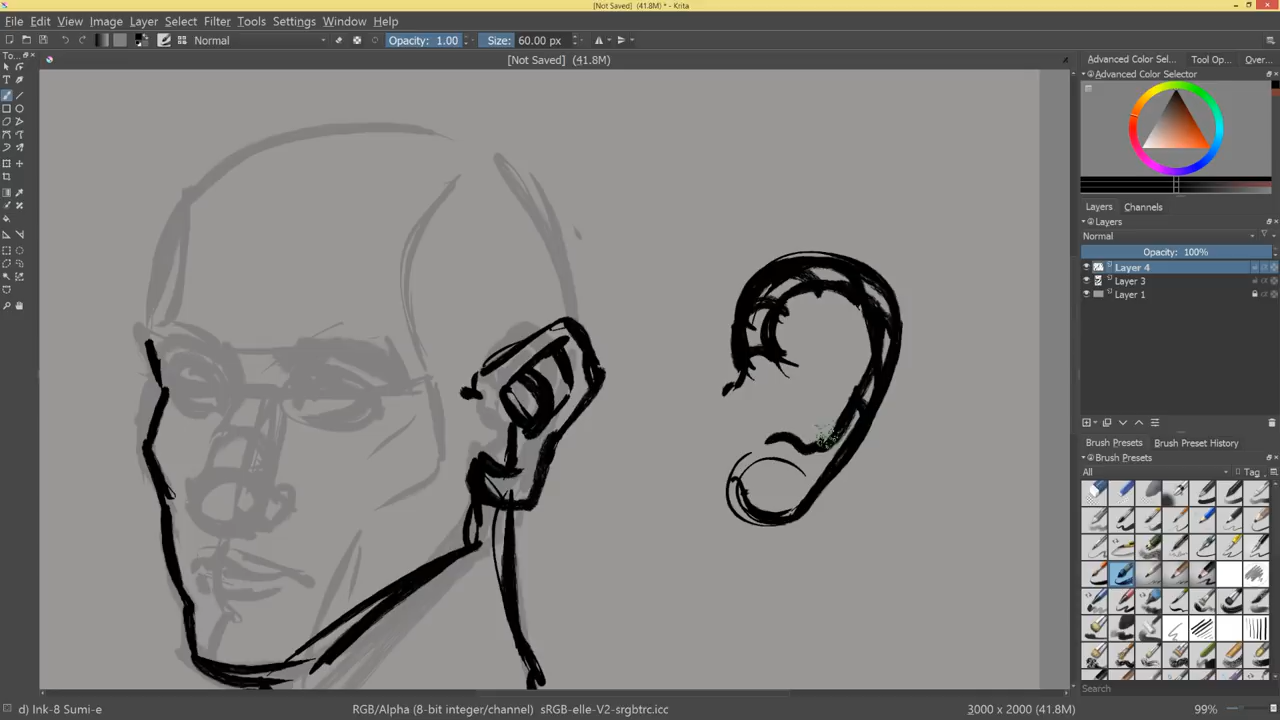 [Not Saved] (41.8M) * - Krita
File Edit View Image Layer Select Filter Tools Settings Window Help
Normal
Opacity: 1.00
Size: 60.00 px
To...
[Not Saved] (41.8M)
Advanced Color Sel...
Tool Op...
Over...
Advanced Color Selector
Layers
Channels
Layers
Normal
Opacity: 100%
Layer 4
Layer 3
Layer 1
Brush Presets
Brush Preset History
Brush Presets
All
Tag
Search
d) Ink-8 Sumi-e
RGB/Alpha (8-bit integer/channel) sRGB-elle-V2-srgbtrc.icc
3000 x 2000 (41.8M)
99%